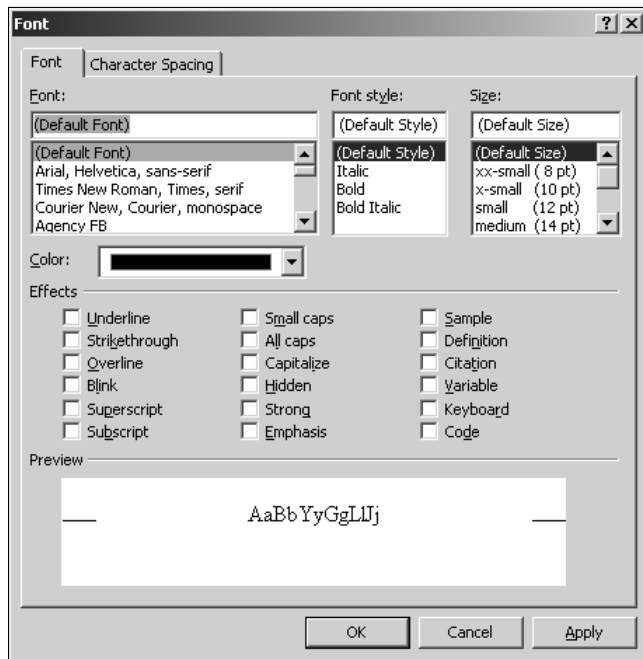 Font
Font Character Spacing
Font: Font style: Size:
(Default Font) (Default Style) (Default Size)
(Default Font) (Default Style) (Default Size)
Arial, Helvetica, sans-serif Italic xx-small ( 8 pt)
Times New Roman, Times, serif Bold x-small (10 pt)
Courier New, Courier, monospace Bold Italic small (12 pt)
Agency FB medium (14 pt)
Color:
Effects
Underline Small caps Sample
Strikethrough All caps Definition
Overline Capitalize Citation
Blink Hidden Variable
Superscript Strong Keyboard
Subscript Emphasis Code
Preview
AaBbYyGgLlJj
OK Cancel Apply